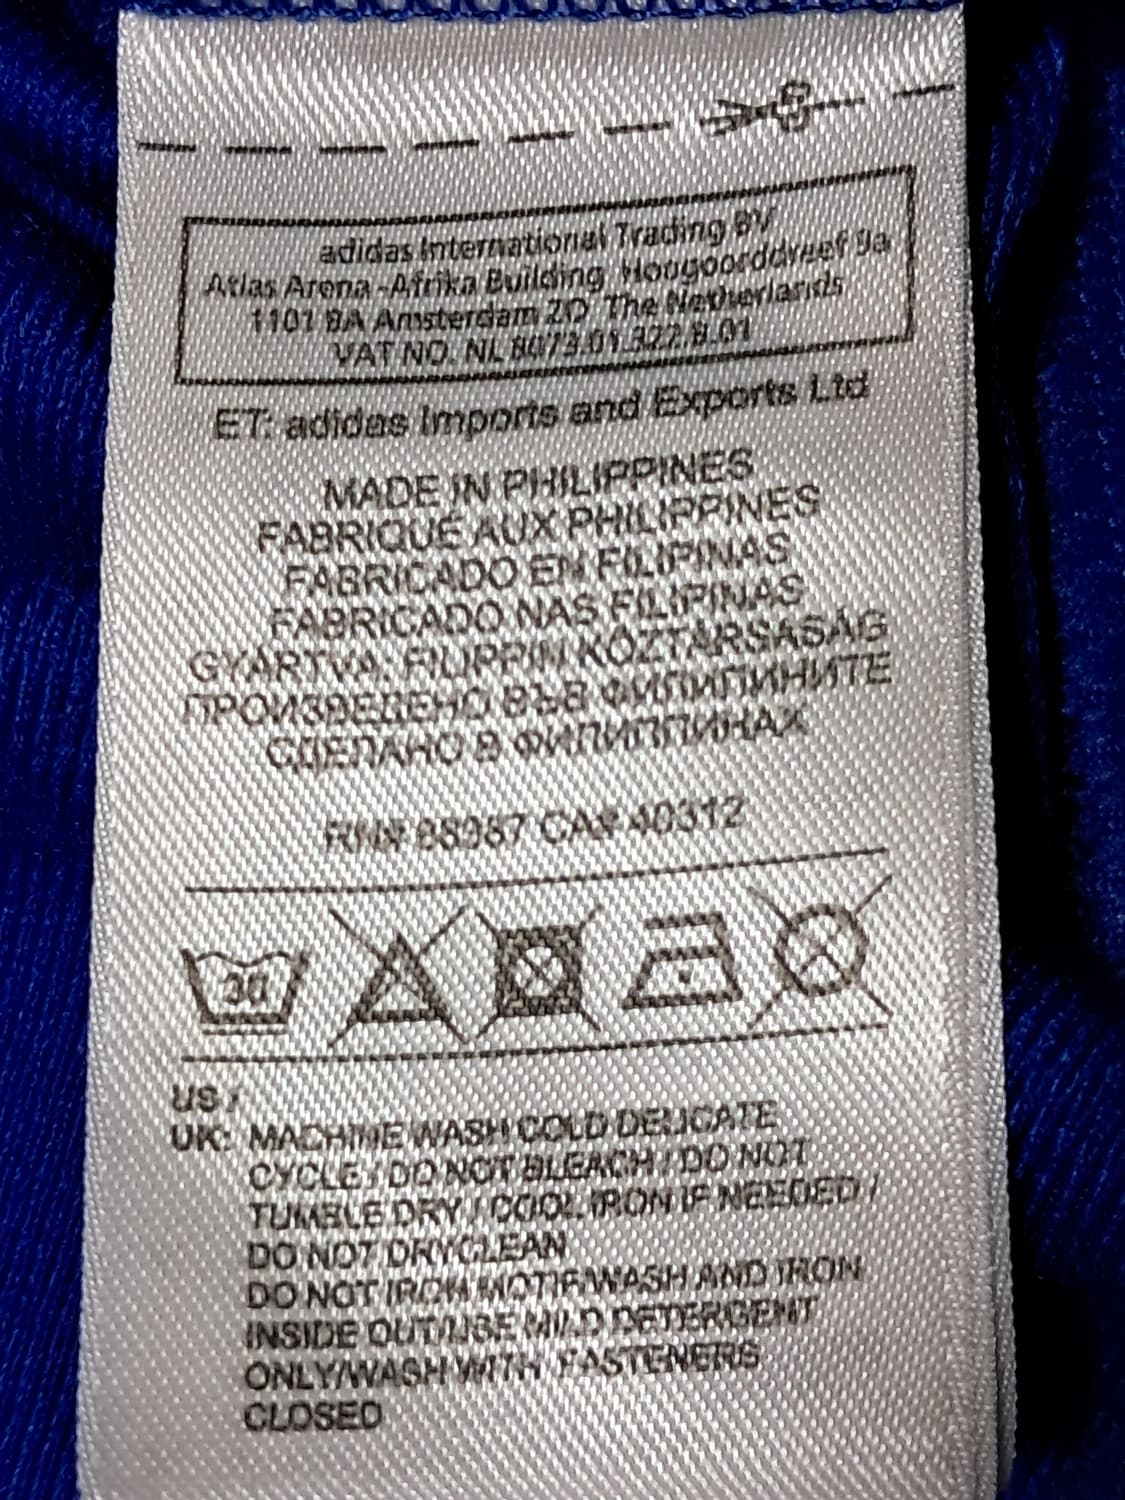 adidas International Trading BV
Atlas Arena-Afrika Building Hoogoorddreef 9a
1101 BA Amsterdam ZO The Netherlands
VAT NO. NL 8073.01.322.B.01
ET: adidas Imports and Exports Ltd
MADE IN PHILIPPINES
FABRIQUÉ AUX PHILIPPINES
FABRICADO EN FILIPINAS
FABRICADO NAS FILIPINAS
GYÁRTVA: FILIPPIN KÖZTÁRSASÁG
ПРОИЗВЕДЕНО ВЪВ ФИЛИПИНИТЕ
СДЕЛАНО В ФИЛИППИНАХ
RN# 88387 CA# 40312
30
US /
UK: MACHINE WASH COLD DELICATE
CYCLE / DO NOT BLEACH / DO NOT
TUMBLE DRY / COOL IRON IF NEEDED /
DO NOT DRYCLEAN
DO NOT IRON MOTIF/WASH AND IRON
INSIDE OUT/USE MILD DETERGENT
ONLY/WASH WITH FASTENERS
CLOSED